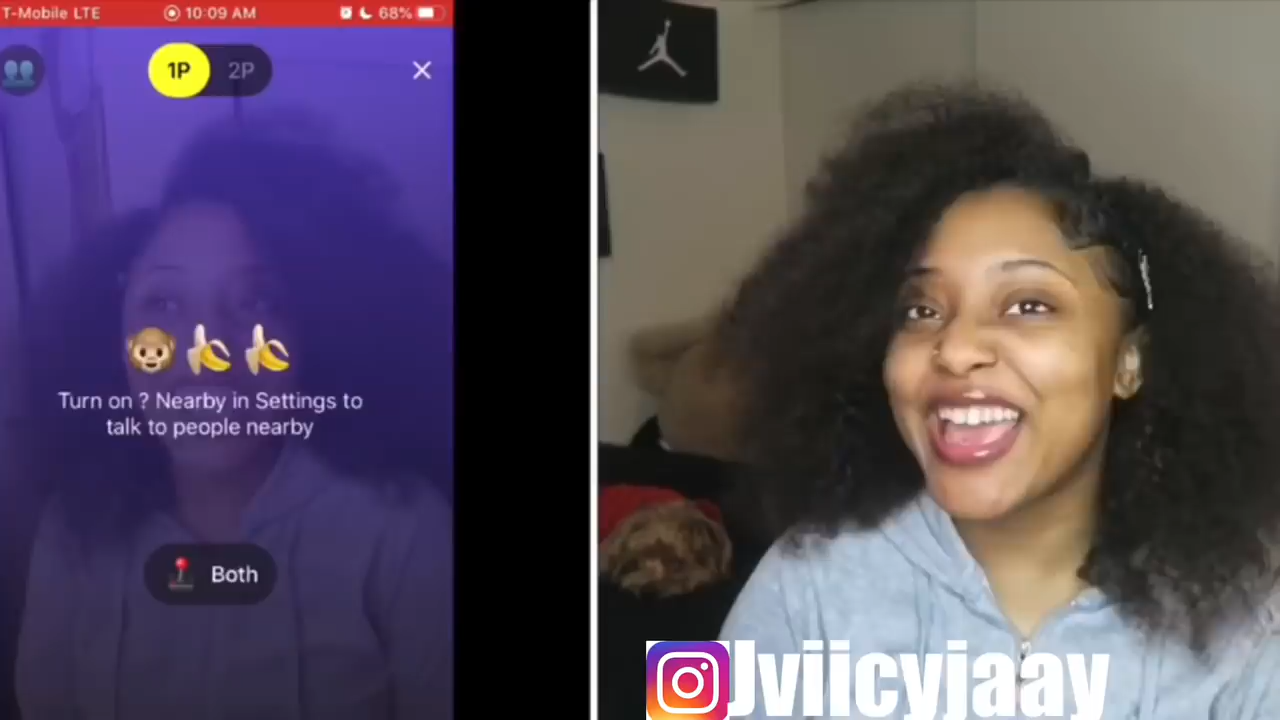 T-Mobile LTE 10:09 AM 68%
1P 2P
Turn on ? Nearby in Settings to
talk to people nearby
Both
Jviicyjaay